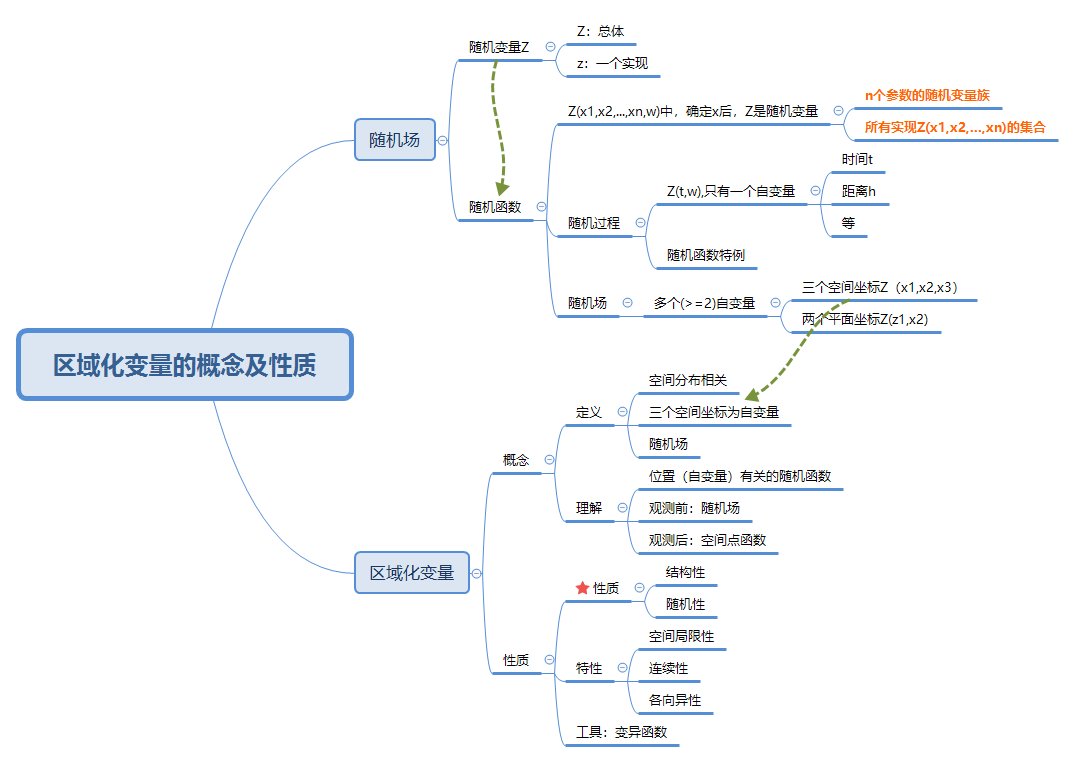 区域化变量的概念及性质
随机场
随机变量Z
Z：总体
z：一个实现
随机函数
Z(x1,x2,...,xn,w)中，确定x后，Z是随机变量
n个参数的随机变量族
所有实现Z(x1,x2,...,xn)的集合
随机过程
Z(t,w),只有一个自变量
时间t
距离h
等
随机函数特例
随机场
多个(>=2)自变量
三个空间坐标Z（x1,x2,x3）
两个平面坐标Z(z1,x2)
区域化变量
概念
定义
空间分布相关
三个空间坐标为自变量
随机场
理解
位置（自变量）有关的随机函数
观测前：随机场
观测后：空间点函数
性质
性质
结构性
随机性
特性
空间局限性
连续性
各向异性
工具：变异函数